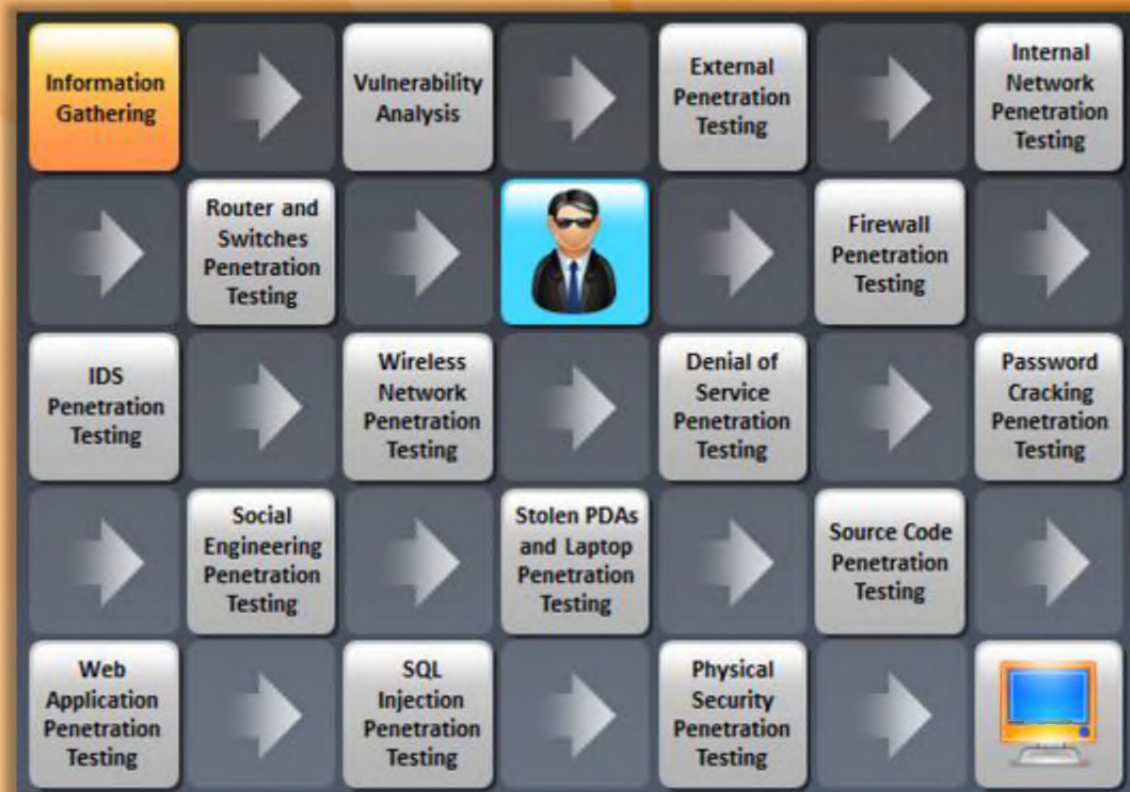 Information
Gathering
Vulnerability
Analysis
External
Penetration
Testing
Internal
Network
Penetration
Testing
Router and
Switches
Penetration
Testing
Firewall
Penetration
Testing
IDS
Penetration
Testing
Wireless
Network
Penetration
Testing
Denial of
Service
Penetration
Testing
Password
Cracking
Penetration
Testing
Social
Engineering
Penetration
Testing
Stolen PDAs
and Laptop
Penetration
Testing
Source Code
Penetration
Testing
Web
Application
Penetration
Testing
SQL
Injection
Penetration
Testing
Physical
Security
Penetration
Testing